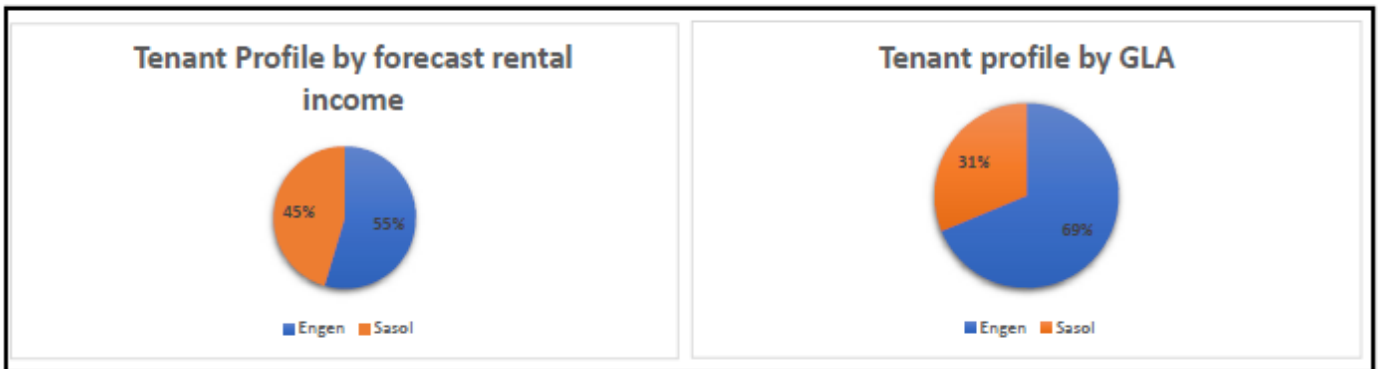 Tenant Profile by forecast rental
income
45%
55%
Engen Sasol
Tenant profile by GLA
31%
69%
Engen Sasol